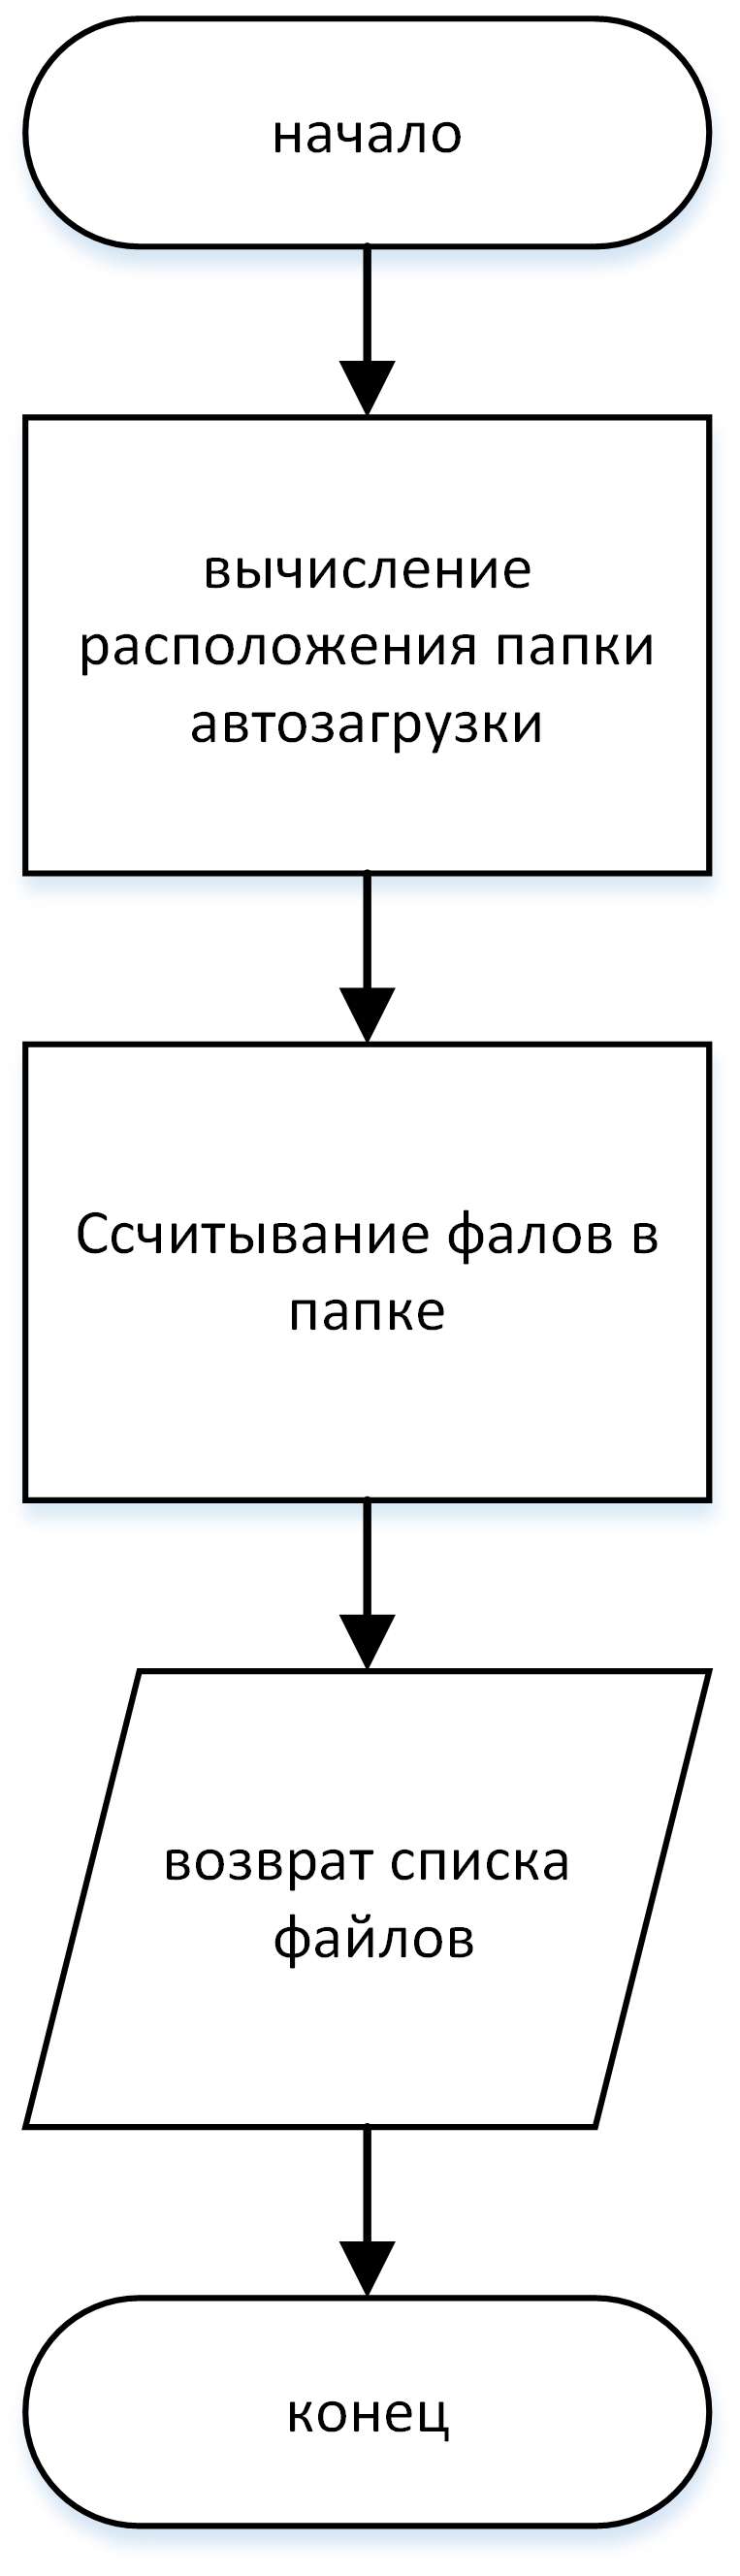 начало
вычисление
расположения папки
автозагрузки
Ссчитывание фалов в
папке
возврат списка
файлов
конец